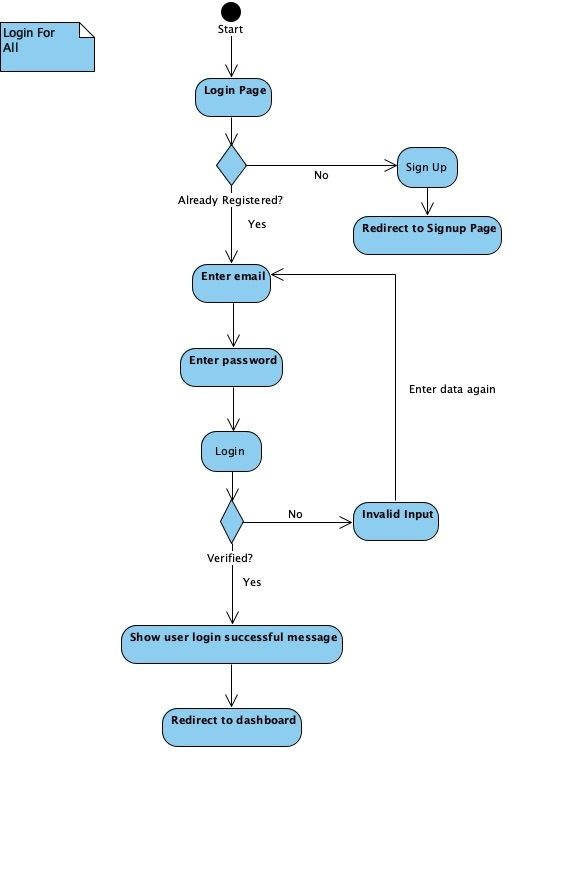 Login For
All
Start
Login Page
No
Sign Up
Already Registered?
Redirect to Signup Page
Yes
Enter email
Enter password
Enter data again
Login
No
Invalid Input
Verified?
Yes
Show user login successful message
Redirect to dashboard